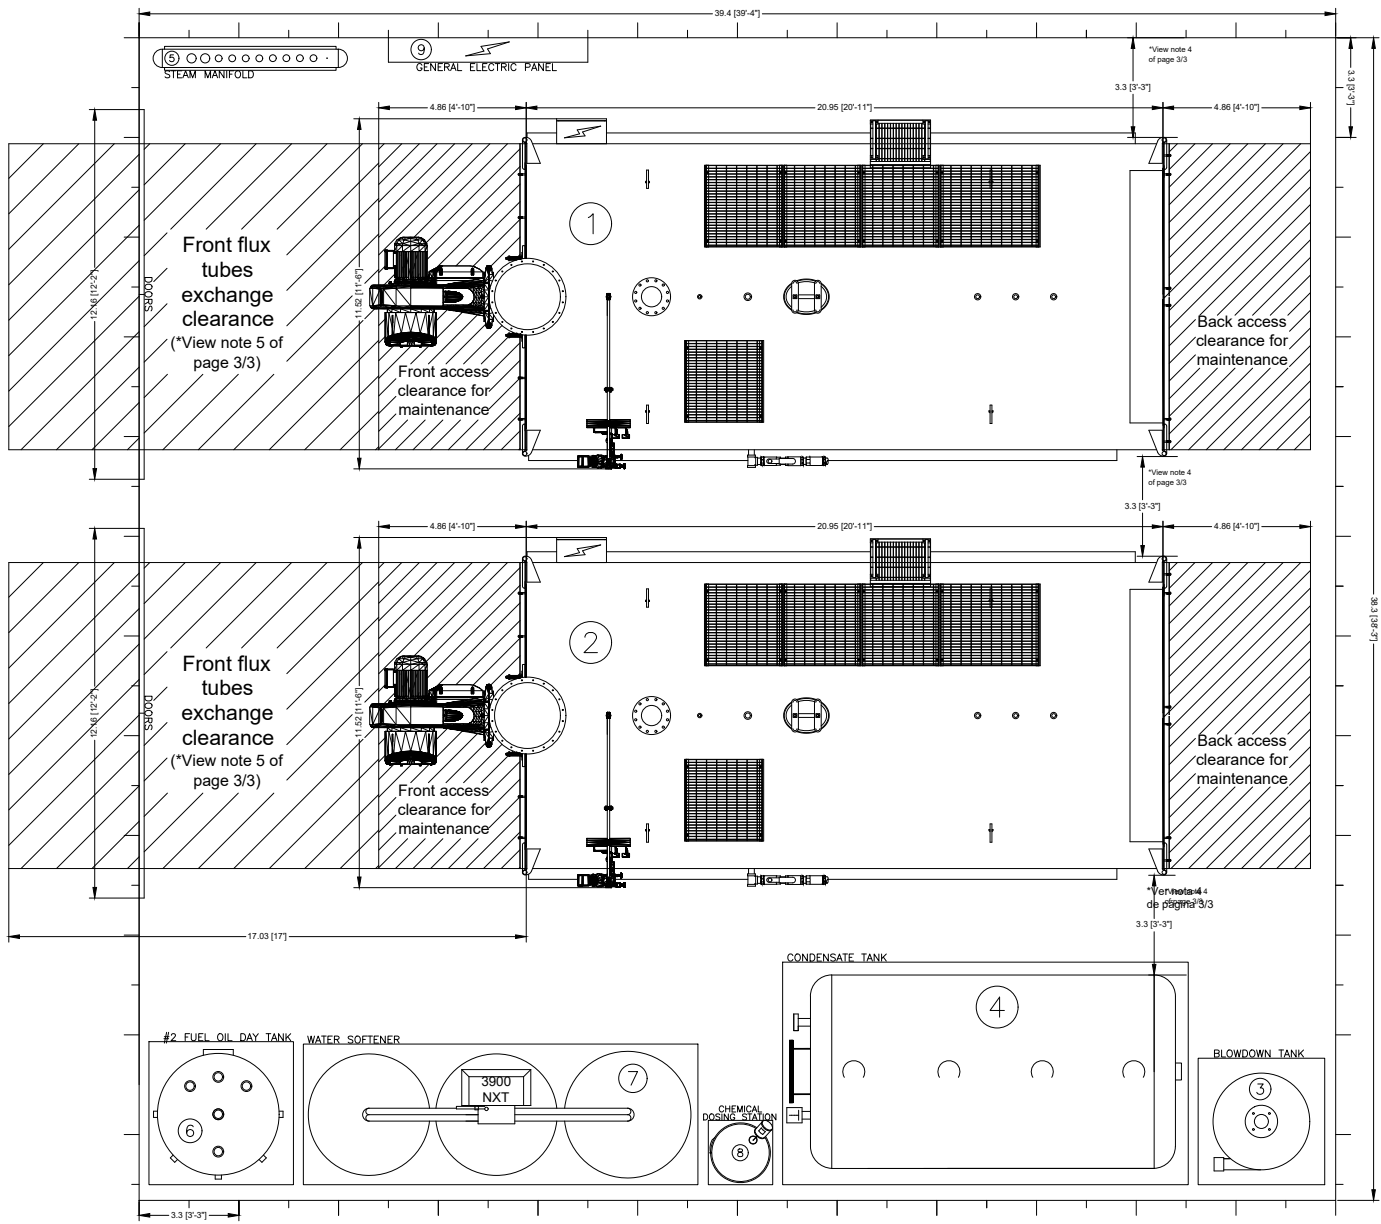 39.4 [39'-4"]
5
STEAM MANIFOLD
9
GENERAL ELECTRIC PANEL
*View note 4
of page 3/3
3.3 [3'-3"]
3.3 [3'-3"]
4.86 [4'-10"]
20.95 [20'-11"]
4.86 [4'-10"]
12.16 [12'-2"]
DOORS
11.52 [11'-6"]
1
Front flux
tubes
exchange
clearance
(*View note 5 of
page 3/3)
Front access
clearance for
maintenance
Back access
clearance for
maintenance
*View note 4
of page 3/3
3.3 [3'-3"]
4.86 [4'-10"]
20.95 [20'-11"]
4.86 [4'-10"]
38.3 [38'-3"]
12.16 [12'-2"]
DOORS
11.52 [11'-6"]
2
Front flux
tubes
exchange
clearance
(*View note 5 of
page 3/3)
Front access
clearance for
maintenance
Back access
clearance for
maintenance
*Ver nota 4
de página 3/3
3.3 [3'-3"]
17.03 [17']
CONDENSATE TANK
4
#2 FUEL OIL DAY TANK
6
WATER SOFTENER
3900
NXT
7
CHEMICAL
DOSING STATION
8
BLOWDOWN TANK
3
3.3 [3'-3"]